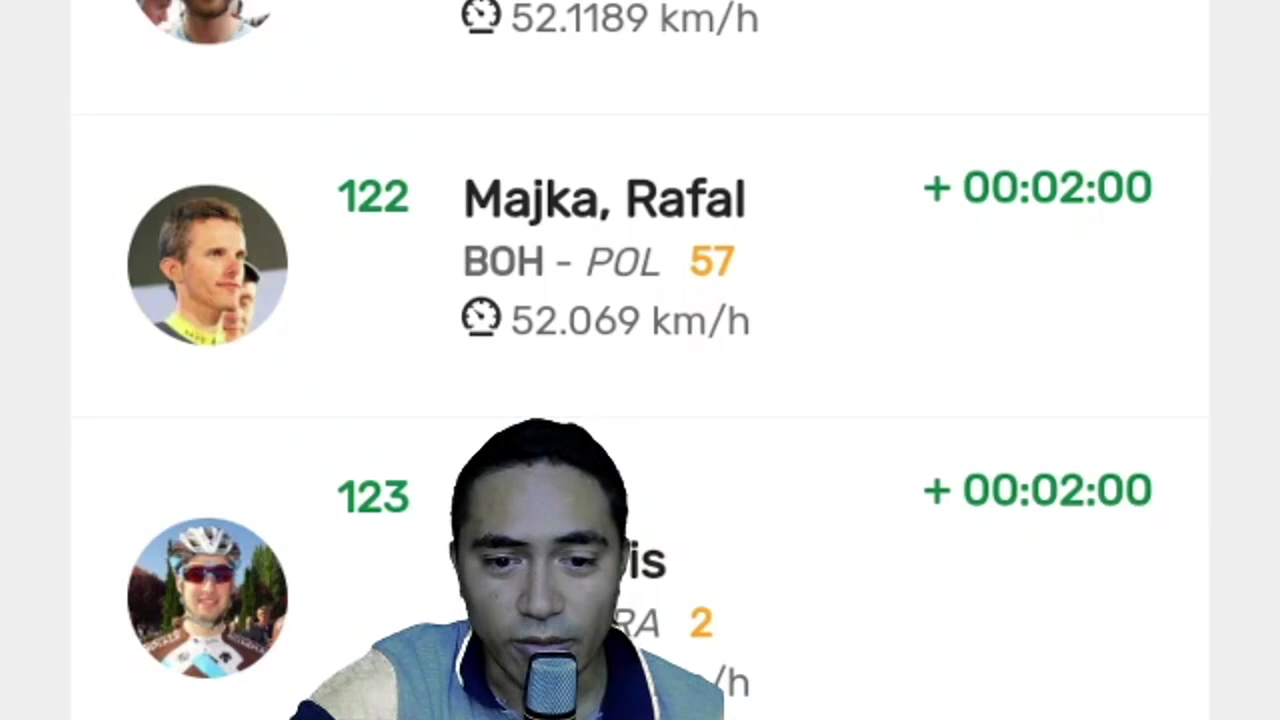 52.1189 km/h
122 Majka, Rafal + 00:02:00
BOH - POL 57
52.069 km/h
123 + 00:02:00
2
/h